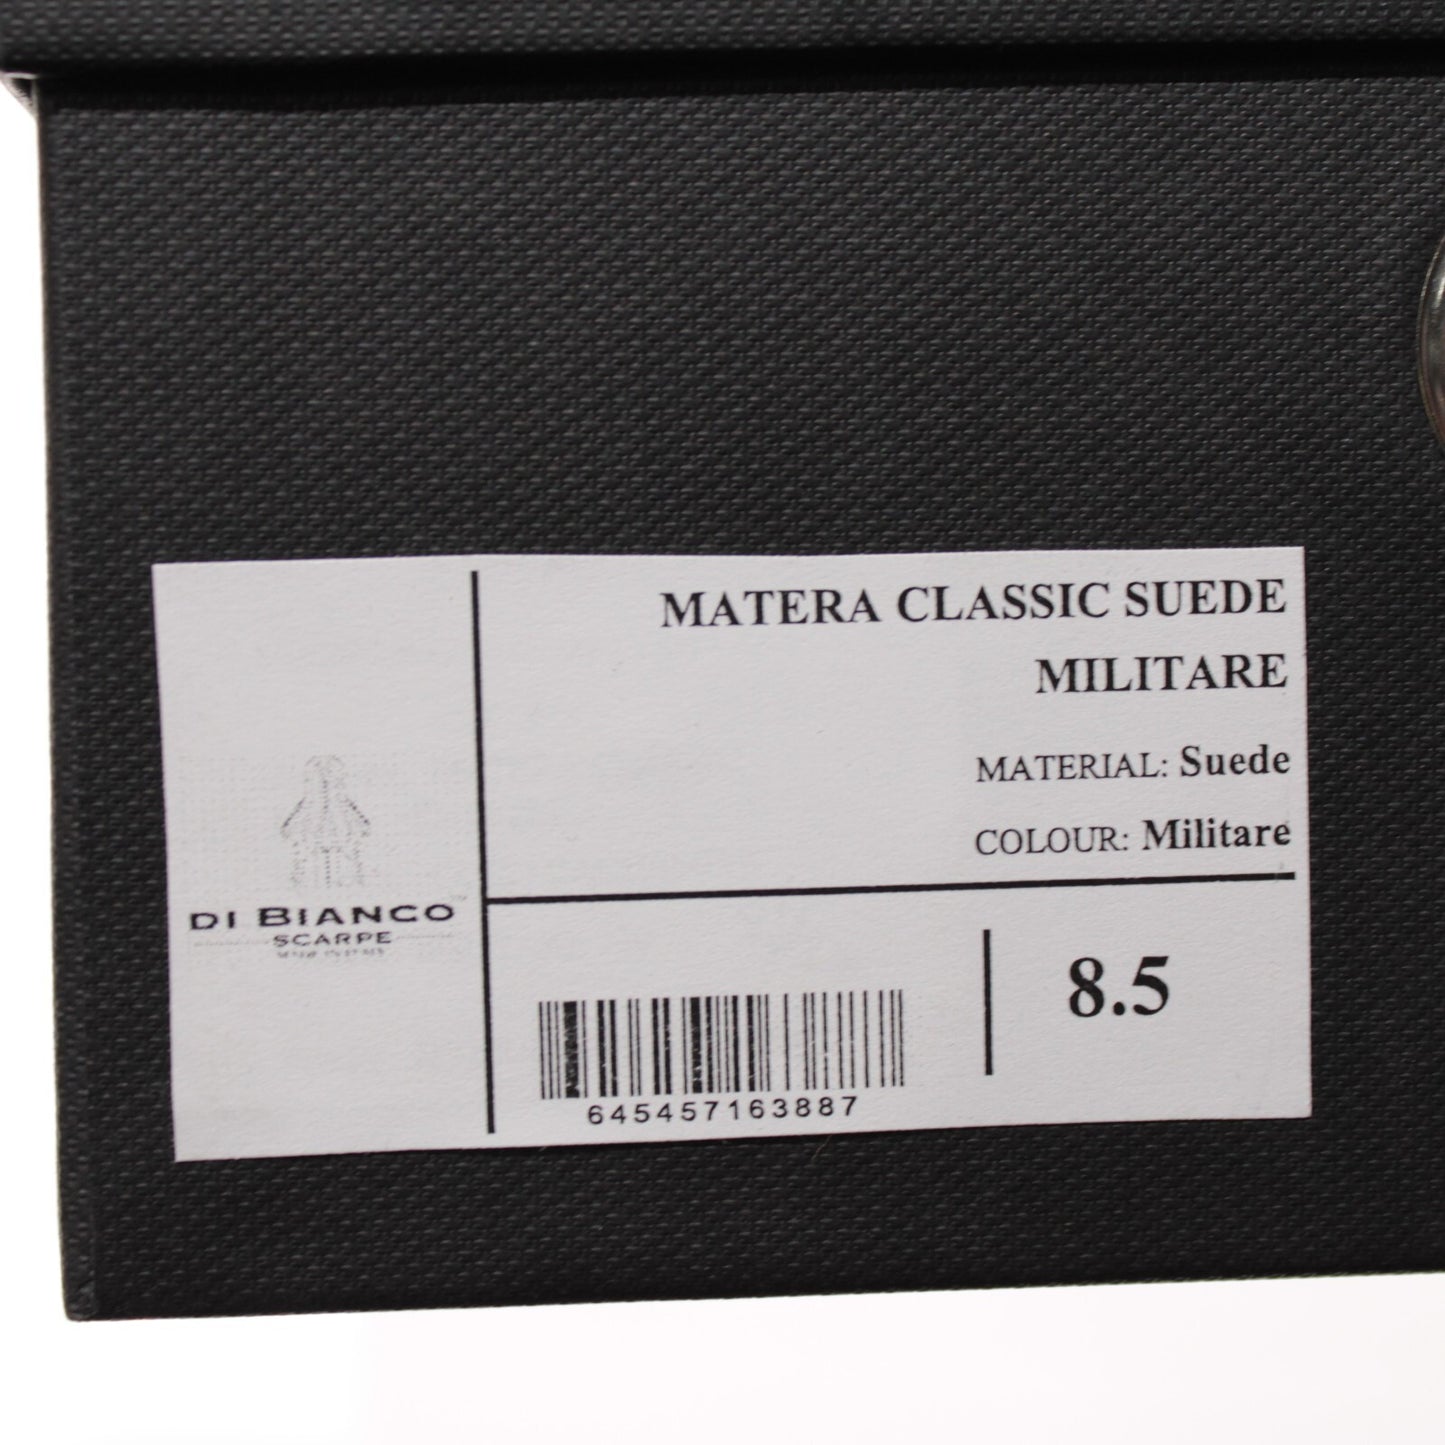 MATERA CLASSIC SUEDE
MILITARE
MATERIAL: Suede
COLOUR: Militare
DI BIANCO
SCARPE
8.5
645457163887